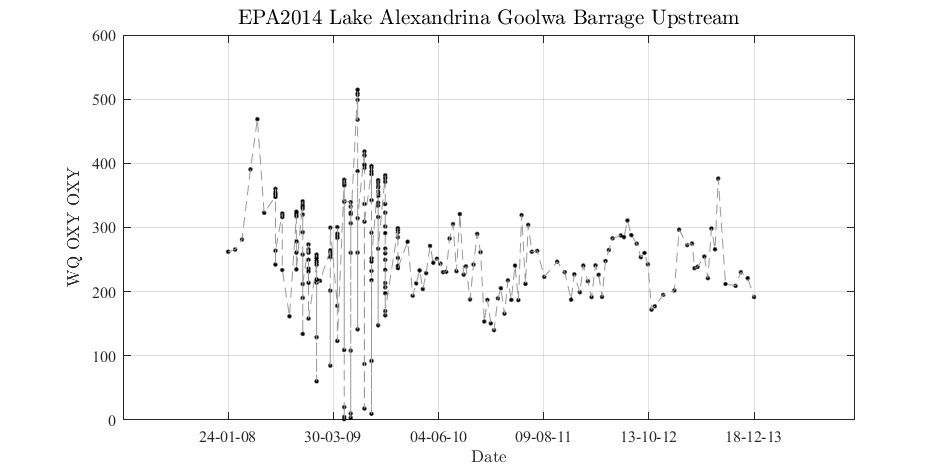 EPA2014 Lake Alexandrina Goolwa Barrage Upstream
600
500
400
300
200
100
0
WQ OXY OXY
24-01-08 30-03-09 04-06-10 09-08-11 13-10-12 18-12-13
Date